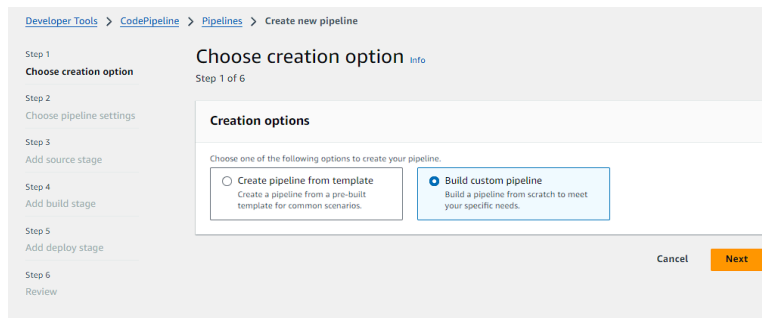 Developer Tools > CodePipeline > Pipelines > Create new pipeline
Step 1
Choose creation option
Step 2
Choose pipeline settings
Step 3
Add source stage
Step 4
Add build stage
Step 5
Add deploy stage
Step 6
Review
Choose creation option Info
Step 1 of 6
Creation options
Choose one of the following options to create your pipeline.
Create pipeline from template
Create a pipeline from a pre-built
template for common scenarios.
Build custom pipeline
Build a pipeline from scratch to meet
your specific needs.
Cancel Next